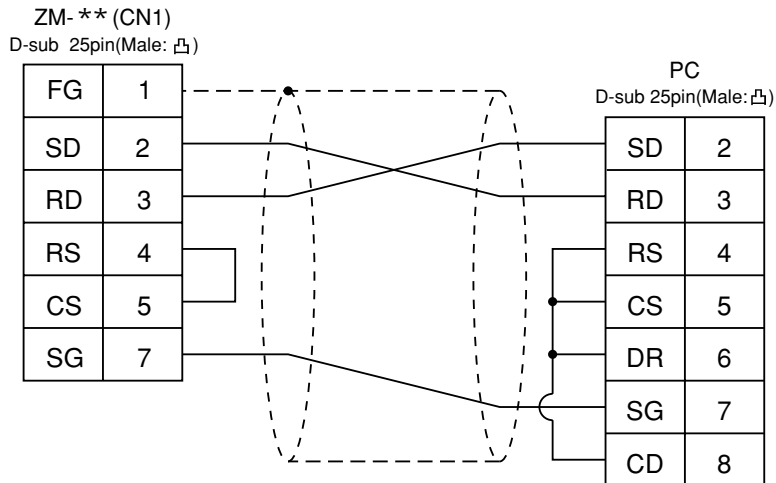 ZM-** (CN1)
D-sub 25pin(Male: 凸)
FG 1
SD 2
RD 3
RS 4
CS 5
SG 7
PC
D-sub 25pin(Male:凸)
SD 2
RD 3
RS 4
CS 5
DR 6
SG 7
CD 8